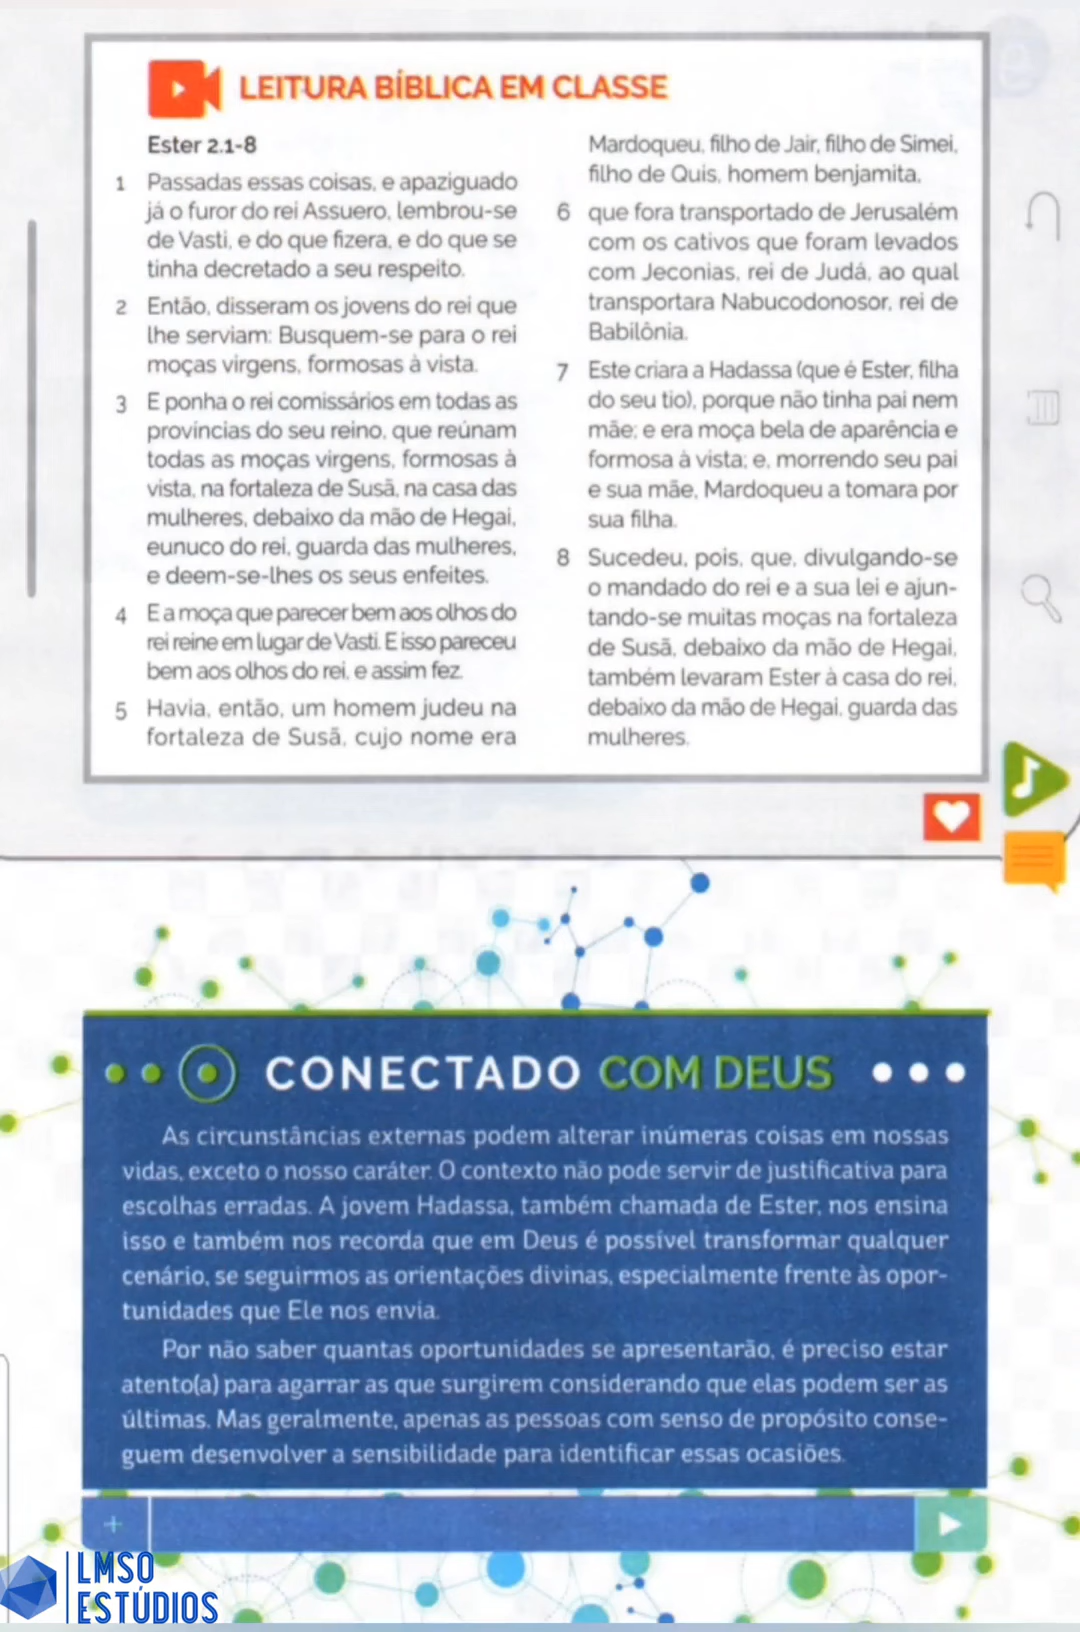 LEITURA BÍBLICA EM CLASSE
Ester 2.1-8
1 Passadas essas coisas, e apaziguado
já o furor do rei Assuero, lembrou-se
de Vasti, e do que fizera, e do que se
tinha decretado a seu respeito.
2 Então, disseram os jovens do rei que
lhe serviam: Busquem-se para o rei
moças virgens, formosas à vista.
3 E ponha o rei comissários em todas as
províncias do seu reino, que reúnam
todas as moças virgens, formosas à
vista, na fortaleza de Susã, na casa das
mulheres, debaixo da mão de Hegai,
eunuco do rei, guarda das mulheres,
e deem-se-lhes os seus enfeites.
4 E a moça que parecer bem aos olhos do
rei reine em lugar de Vasti. E isso pareceu
bem aos olhos do rei, e assim fez.
5 Havia, então, um homem judeu na
fortaleza de Susã, cujo nome era
Mardoqueu, filho de Jair, filho de Simei,
filho de Quis, homem benjamita,
6 que fora transportado de Jerusalém
com os cativos que foram levados
com Jeconias, rei de Judá, ao qual
transportara Nabucodonosor, rei de
Babilônia.
7 Este criara a Hadassa (que é Ester, filha
do seu tio), porque não tinha pai nem
mãe; e era moça bela de aparência e
formosa à vista; e, morrendo seu pai
e sua mãe, Mardoqueu a tomara por
sua filha.
8 Sucedeu, pois, que, divulgando-se
o mandado do rei e a sua lei e ajun-
tando-se muitas moças na fortaleza
de Susã, debaixo da mão de Hegai,
também levaram Ester à casa do rei,
debaixo da mão de Hegai, guarda das
mulheres.
CONECTADO COM DEUS
As circunstâncias externas podem alterar inúmeras coisas em nossas
vidas, exceto o nosso caráter. O contexto não pode servir de justificativa para
escolhas erradas. A jovem Hadassa, também chamada de Ester, nos ensina
isso e também nos recorda que em Deus é possível transformar qualquer
cenário, se seguirmos as orientações divinas, especialmente frente às opor-
tunidades que Ele nos envia.
Por não saber quantas oportunidades se apresentarão, é preciso estar
atento(a) para agarrar as que surgirem considerando que elas podem ser as
últimas. Mas geralmente, apenas as pessoas com senso de propósito conse-
guem desenvolver a sensibilidade para identificar essas ocasiões.
LMSO
ESTÚDIOS